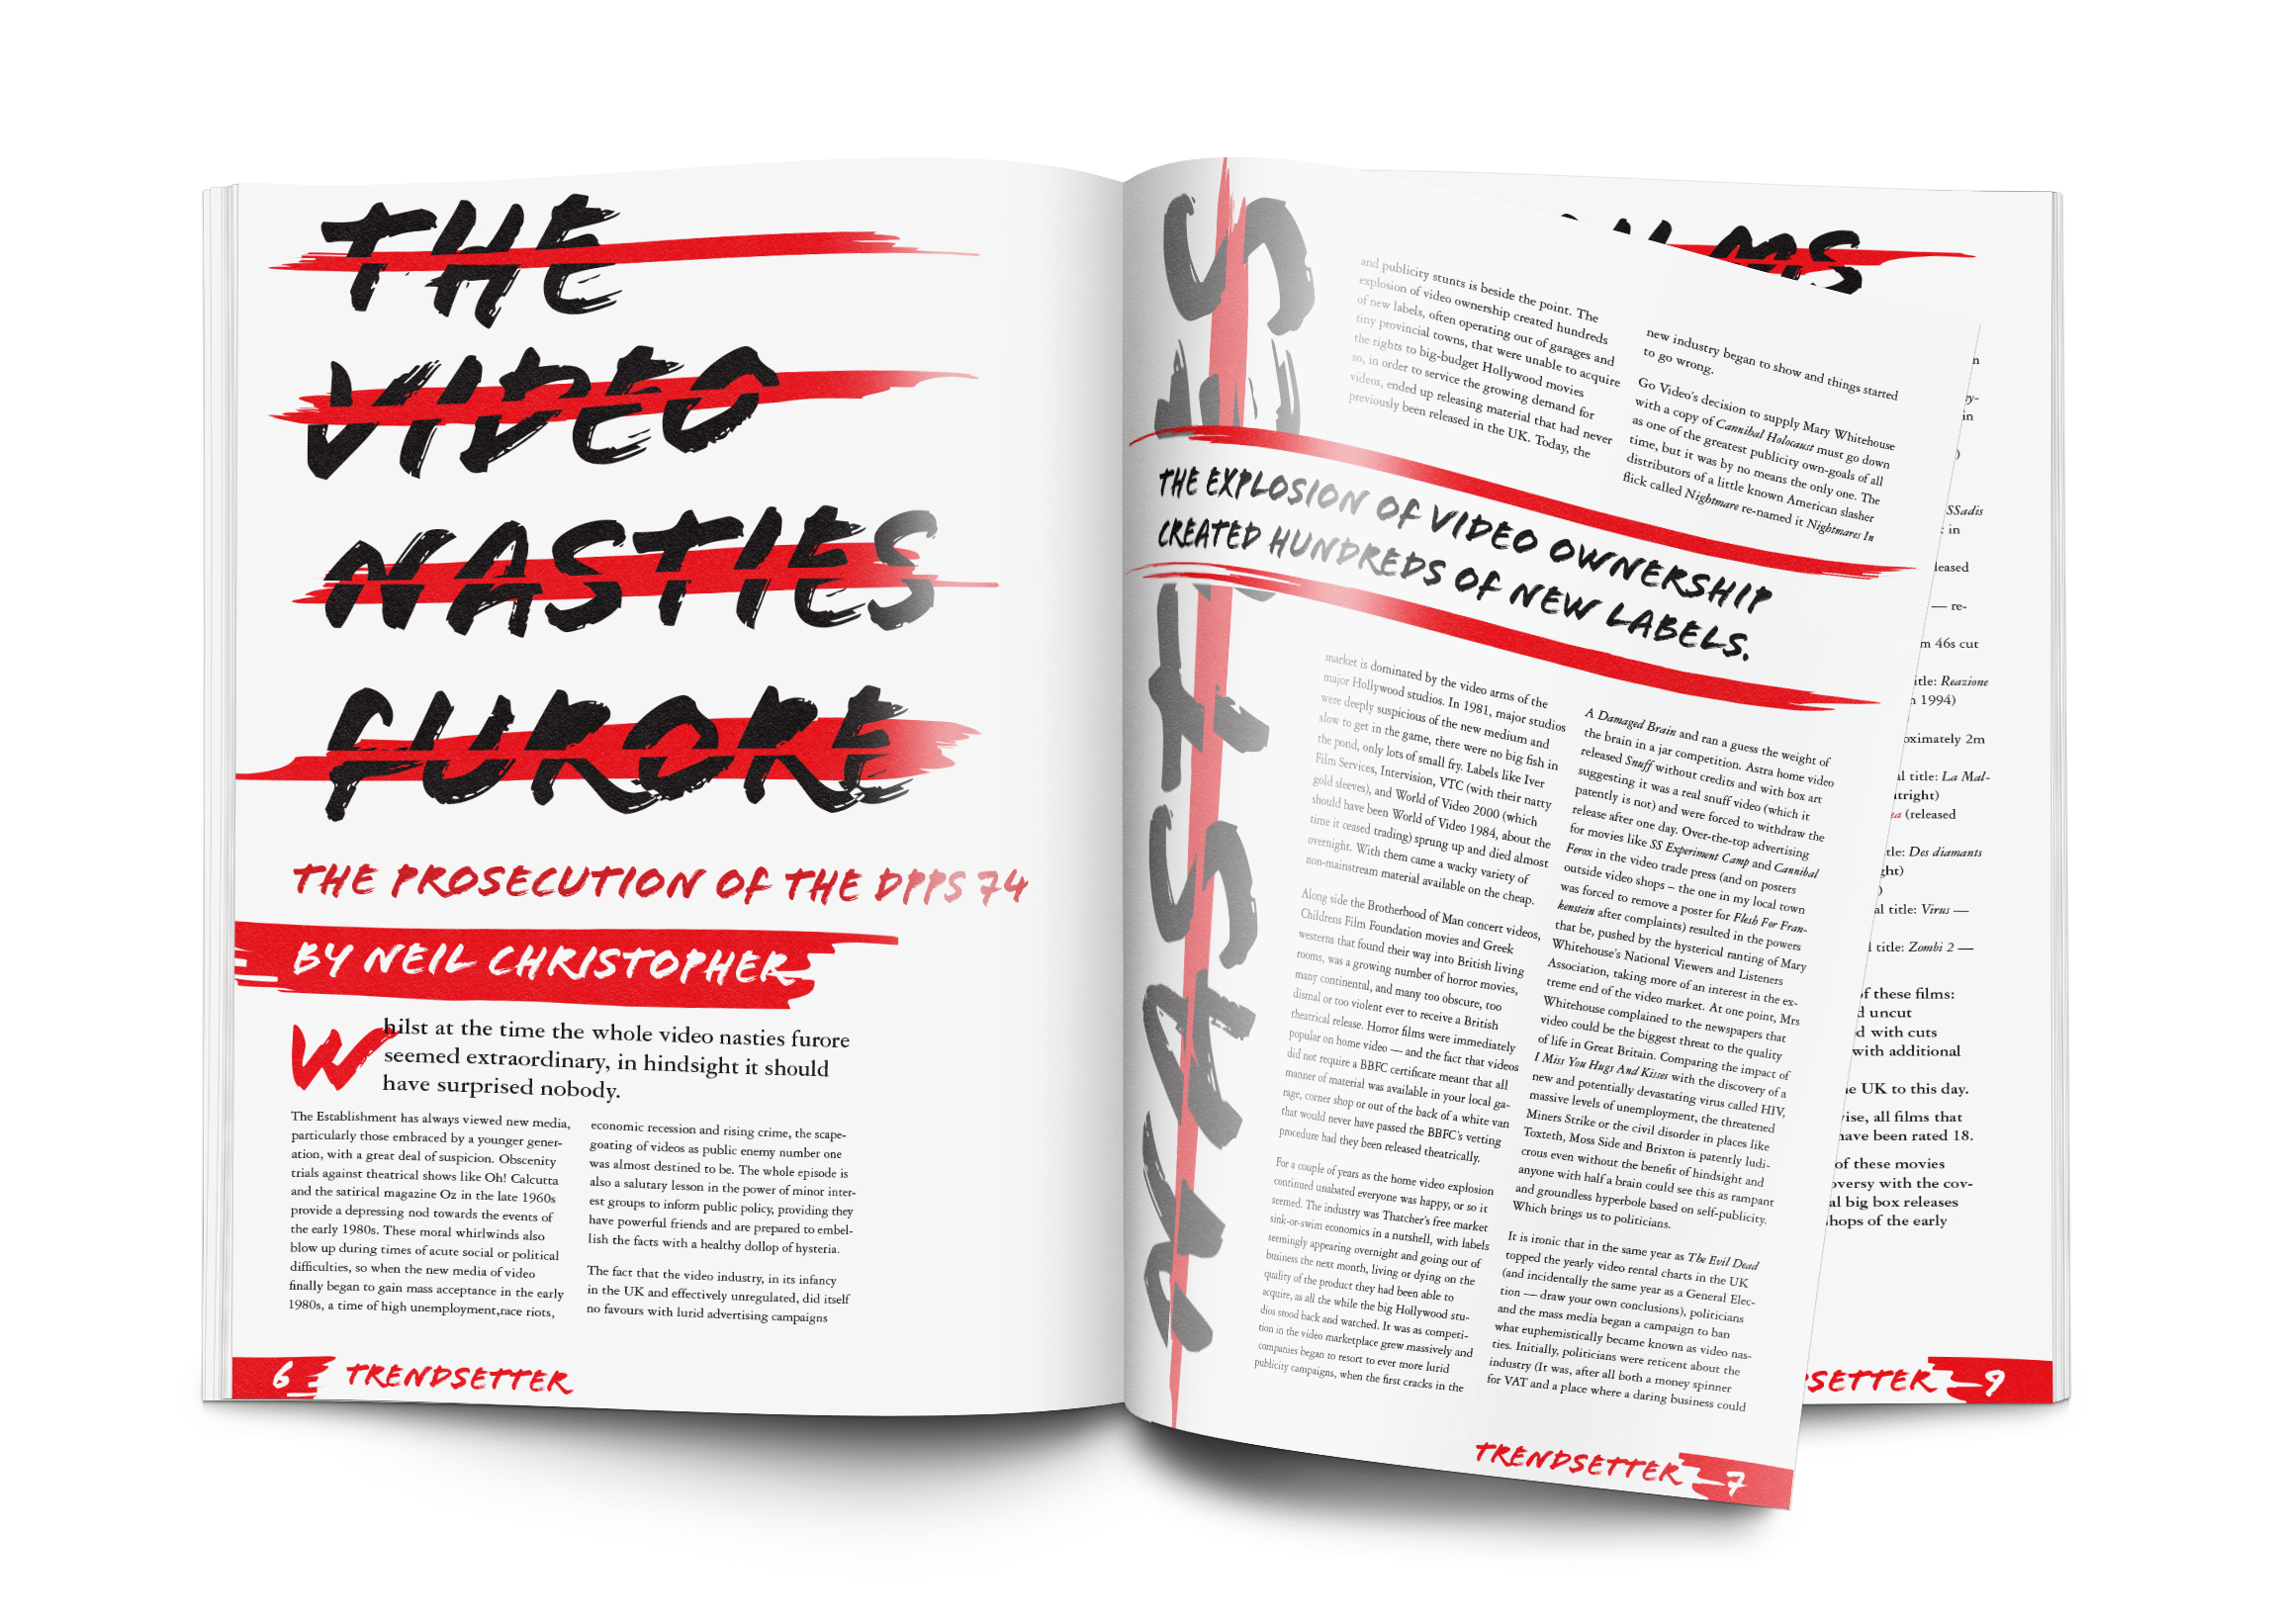 THE
VIDEO
NASTIES
FURORE
THE PROSECUTION OF THE DPPS 74
BY NEIL CHRISTOPHER
Whilst at the time the whole video nasties furore
seemed extraordinary, in hindsight it should
have surprised nobody.
The Establishment has always viewed new media,
particularly those embraced by a younger gener-
ation, with a great deal of suspicion. Obscenity
trials against theatrical shows like Oh! Calcutta
and the satirical magazine Oz in the late 1960s
provide a depressing nod towards the events of
the early 1980s. These moral whirlwinds also
blow up during times of acute social or political
difficulties, so when the new media of video
finally began to gain mass acceptance in the early
1980s, a time of high unemployment,race riots,
economic recession and rising crime, the scape-
goating of videos as public enemy number one
was almost destined to be. The whole episode is
also a salutary lesson in the power of minor inter-
est groups to inform public policy, providing they
have powerful friends and are prepared to embel-
lish the facts with a healthy dollop of hysteria.
The fact that the video industry, in its infancy
in the UK and effectively unregulated, did itself
no favours with lurid advertising campaigns
6 TRENDSETTER
and publicity stunts is beside the point. The
explosion of video ownership created hundreds
of new labels, often operating out of garages and
tiny provincial towns, that were unable to acquire
the rights to big-budget Hollywood movies
so, in order to service the growing demand for
videos, ended up releasing material that had never
previously been released in the UK. Today, the
THE EXPLOSION OF VIDEO OWNERSHIP
CREATED HUNDREDS OF NEW LABELS.
market is dominated by the video arms of the
major Hollywood studios. In 1981, major studios
were deeply suspicious of the new medium and
slow to get in the game, there were no big fish in
the pond, only lots of small fry. Labels like Iver
Film Services, Intervision, VTC (with their natty
gold sleeves), and World of Video 2000 (which
should have been World of Video 1984, about the
time it ceased trading) sprung up and died almost
overnight. With them came a wacky variety of
non-mainstream material available on the cheap.
Along side the Brotherhood of Man concert videos,
Childrens Film Foundation movies and Greek
westerns that found their way into British living
rooms, was a growing number of horror movies,
many continental, and many too obscure, too
dismal or too violent ever to receive a British
theatrical release. Horror films were immediately
popular on home video — and the fact that videos
did not require a BBFC certificate meant that all
manner of material was available in your local ga-
rage, corner shop or out of the back of a white van
that would never have passed the BBFC's vetting
procedure had they been released theatrically.
For a couple of years as the home video explosion
continued unabated everyone was happy, or so it
seemed. The industry was Thatcher's free market
sink-or-swim economics in a nutshell, with labels
seemingly appearing overnight and going out of
business the next month, living or dying on the
quality of the product they had been able to
acquire, as all the while the big Hollywood stu-
dios stood back and watched. It was as competi-
tion in the video marketplace grew massively and
companies began to resort to ever more lurid
publicity campaigns, when the first cracks in the
new industry began to show and things started
to go wrong.
Go Video's decision to supply Mary Whitehouse
with a copy of Cannibal Holocaust must go down
as one of the greatest publicity own-goals of all
time, but it was by no means the only one. The
distributors of a little known American slasher
flick called Nightmare re-named it Nightmares In
A Damaged Brain and ran a guess the weight of
the brain in a jar competition. Astra home video
released Snuff without credits and with box art
suggesting it was a real snuff video (which it
patently is not) and were forced to withdraw the
release after one day. Over-the-top advertising
for movies like SS Experiment Camp and Cannibal
Ferox in the video trade press (and on posters
outside video shops – the one in my local town
was forced to remove a poster for Flesh For Fran-
kenstein after complaints) resulted in the powers
that be, pushed by the hysterical ranting of Mary
Whitehouse's National Viewers and Listeners
Association, taking more of an interest in the ex-
treme end of the video market. At one point, Mrs
Whitehouse complained to the newspapers that
video could be the biggest threat to the quality
of life in Great Britain. Comparing the impact of
I Miss You Hugs And Kisses with the discovery of a
new and potentially devastating virus called HIV,
massive levels of unemployment, the threatened
Miners Strike or the civil disorder in places like
Toxteth, Moss Side and Brixton is patently ludi-
crous even without the benefit of hindsight and
anyone with half a brain could see this as rampant
and groundless hyperbole based on self-publicity.
Which brings us to politicians.
It is ironic that in the same year as The Evil Dead
topped the yearly video rental charts in the UK
(and incidentally the same year as a General Elec-
tion — draw your own conclusions), politicians
and the mass media began a campaign to ban
what euphemistically became known as video nas-
ties. Initially, politicians were reticent about the
industry (It was, after all both a money spinner
for VAT and a place where a daring business could
TRENDSETTER 7
SSadis
in
leased
— re-
46s cut
title: Reazione
1994)
2m
title: La Mal-
(released
title: Des diamants
title: Virus —
title: Zombi 2 —
of these films:
uncut
with cuts
with additional
UK to this day.
all films that
have been rated 18.
of these movies
with the cov-
big box releases
shops of the early
SETTER 9